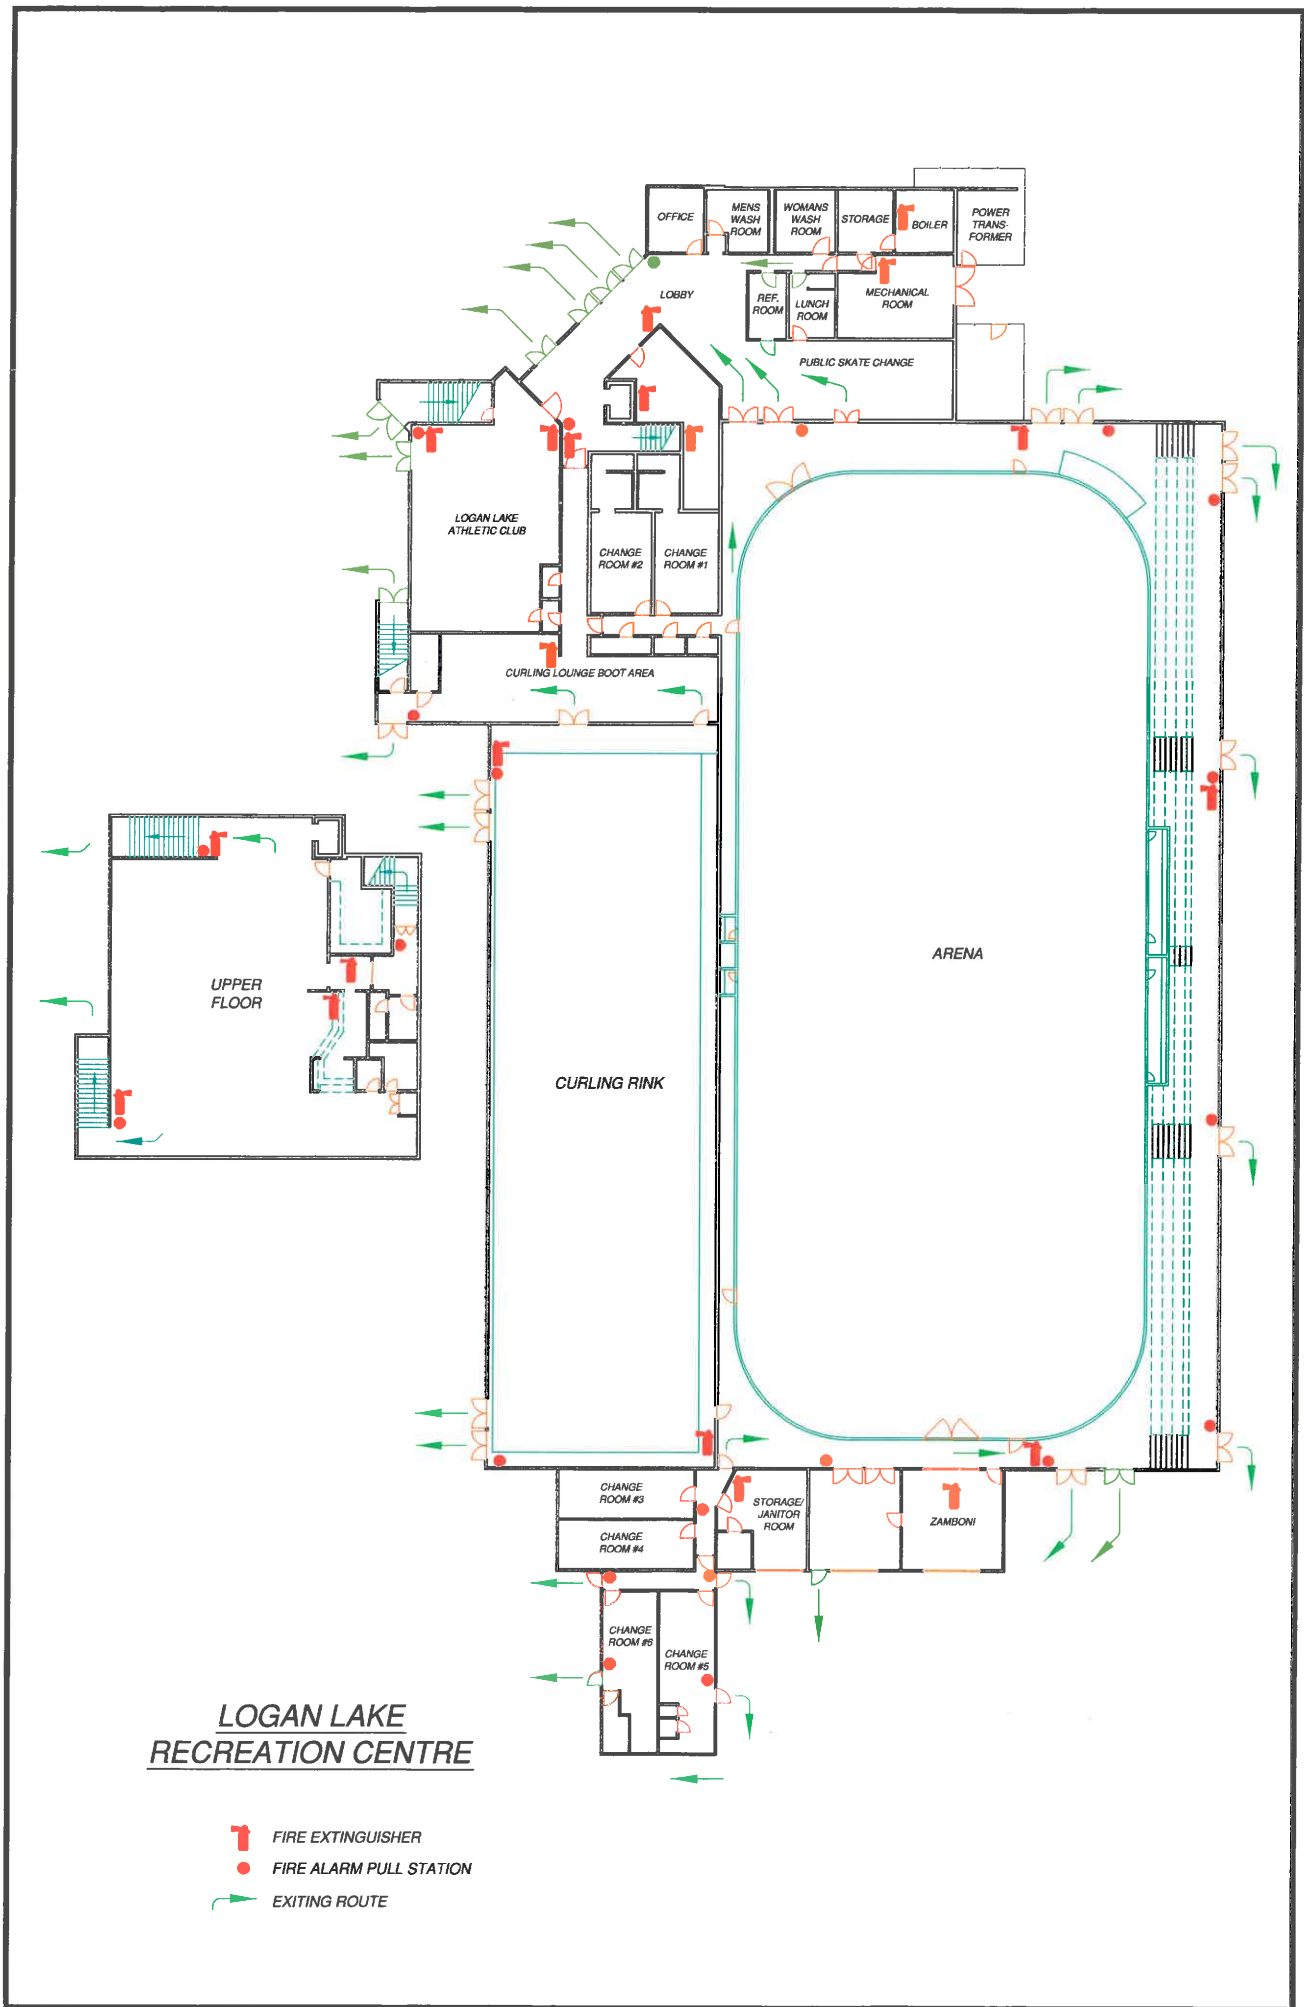 OFFICE
MENS
WASH
ROOM
WOMANS
WASH
ROOM
STORAGE
BOILER
POWER
TRANS-
FORMER
LOBBY
REF.
ROOM
LUNCH
ROOM
MECHANICAL
ROOM
PUBLIC SKATE CHANGE
LOGAN LAKE
ATHLETIC CLUB
CHANGE
ROOM #2
CHANGE
ROOM #1
CURLING LOUNGE BOOT AREA
UPPER
FLOOR
ARENA
CURLING RINK
CHANGE
ROOM #3
CHANGE
ROOM #4
STORAGE/
JANITOR
ROOM
ZAMBONI
CHANGE
ROOM #6
CHANGE
ROOM #5
LOGAN LAKE
RECREATION CENTRE
FIRE EXTINGUISHER
FIRE ALARM PULL STATION
EXITING ROUTE